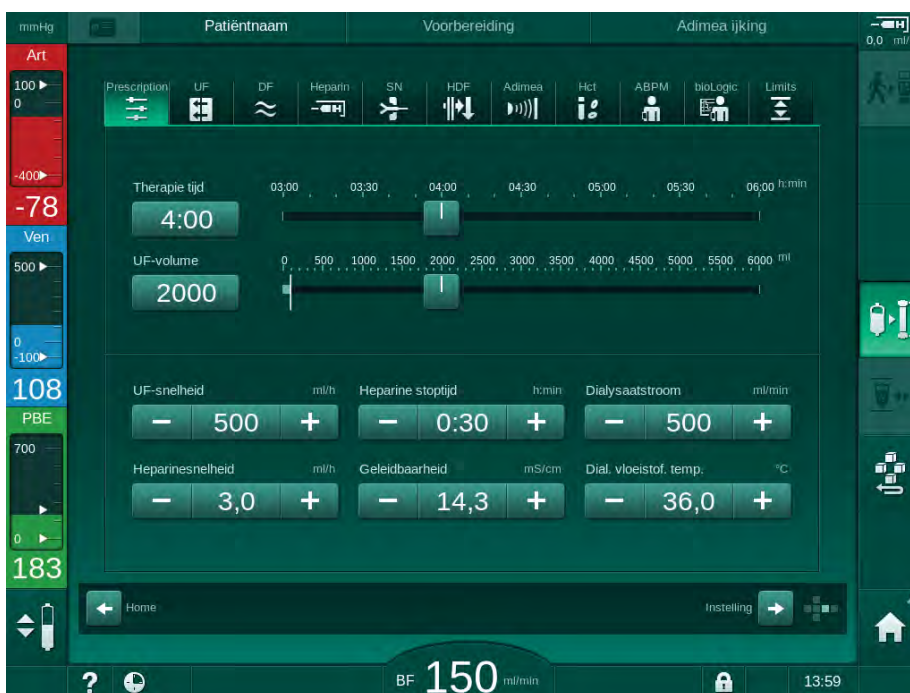 mmHg Patiëntnaam Voorbereiding Adimea ijking
0,0 ml/
Art
100
0
-400
-78
Ven
500
0
-100
108
PBE
700
0
183
Prescription UF DF Heparin SN HDF Adimea Hct ABPM bioLogic Limits
Therapie tijd 03:00 03:30 04:00 04:30 05:00 05:30 06:00 h:min
4:00
UF-volume 0 500 1000 1500 2000 2500 3000 3500 4000 4500 5000 5500 6000 ml
2000
UF-snelheid ml/h Heparine stoptijd h:min Dialysaatstroom ml/min
− 500 + − 0:30 + − 500 +
Heparinesnelheid ml/h Geleidbaarheid mS/cm Dial. vloeistof. temp. °C
− 3,0 + − 14,3 + − 36,0 +
Home Instelling
? BF 150 ml/min 13:59